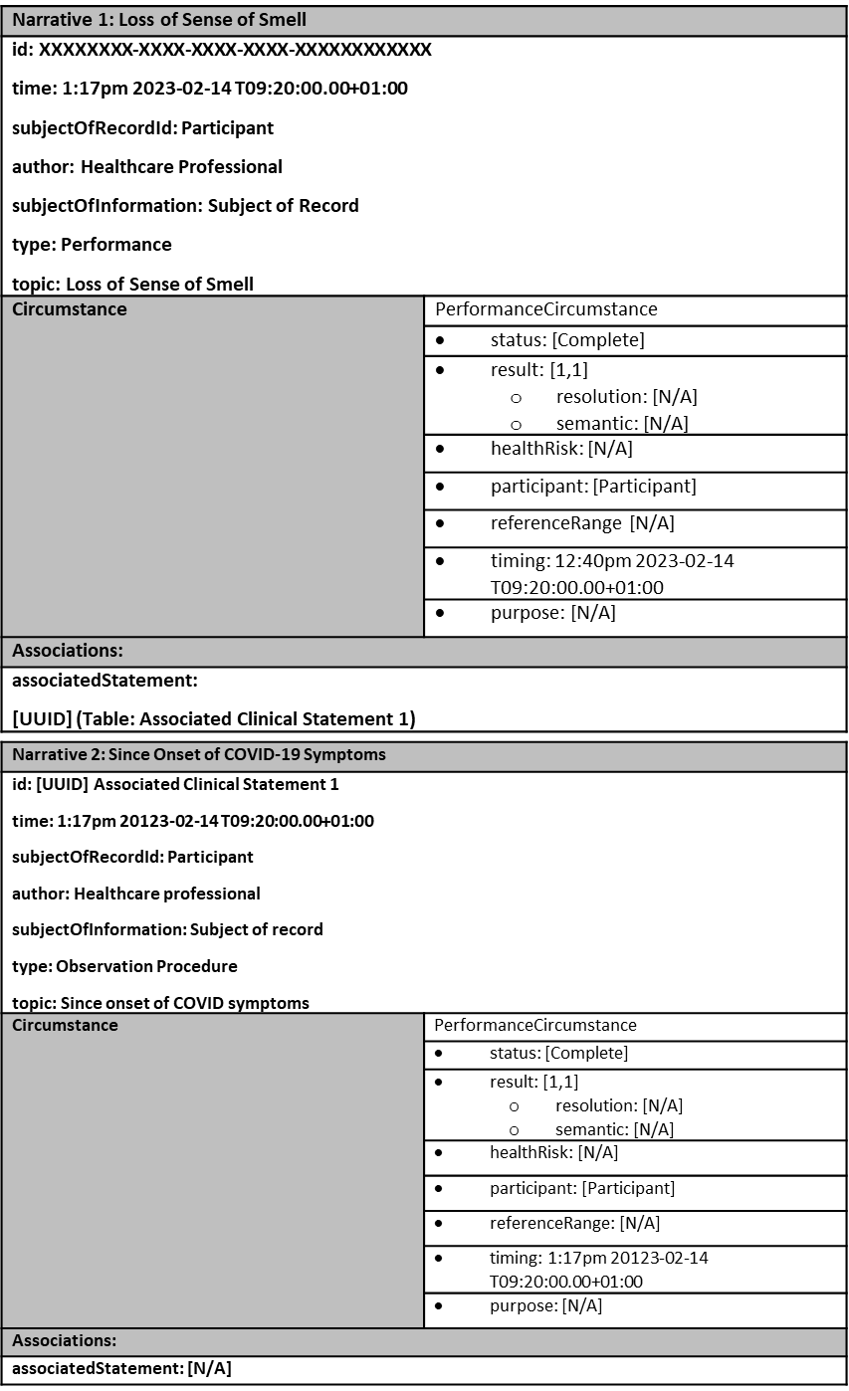 Narrative 1: Loss of Sense of Smell
id: XXXXXXXX-XXXX-XXXX-XXXX-XXXXXXXXXXXX
time: 1:17pm 2023-02-14 T09:20:00.00+01:00
subjectOfRecordId: Participant
author: Healthcare Professional
subjectOfInformation: Subject of Record
type: Performance
topic: Loss of Sense of Smell
Circumstance
PerformanceCircumstance
• status: [Complete]
• result: [1,1]
o resolution: [N/A]
o semantic: [N/A]
• healthRisk: [N/A]
• participant: [Participant]
• referenceRange [N/A]
• timing: 12:40pm 2023-02-14
T09:20:00.00+01:00
• purpose: [N/A]
Associations:
associatedStatement:
[UUID] (Table: Associated Clinical Statement 1)
Narrative 2: Since Onset of COVID-19 Symptoms
id: [UUID] Associated Clinical Statement 1
time: 1:17pm 20123-02-14 T09:20:00.00+01:00
subjectOfRecordId: Participant
author: Healthcare professional
subjectOfInformation: Subject of record
type: Observation Procedure
topic: Since onset of COVID symptoms
Circumstance
PerformanceCircumstance
• status: [Complete]
• result: [1,1]
o resolution: [N/A]
o semantic: [N/A]
• healthRisk: [N/A]
• participant: [Participant]
• referenceRange: [N/A]
• timing: 1:17pm 20123-02-14
T09:20:00.00+01:00
• purpose: [N/A]
Associations:
associatedStatement: [N/A]